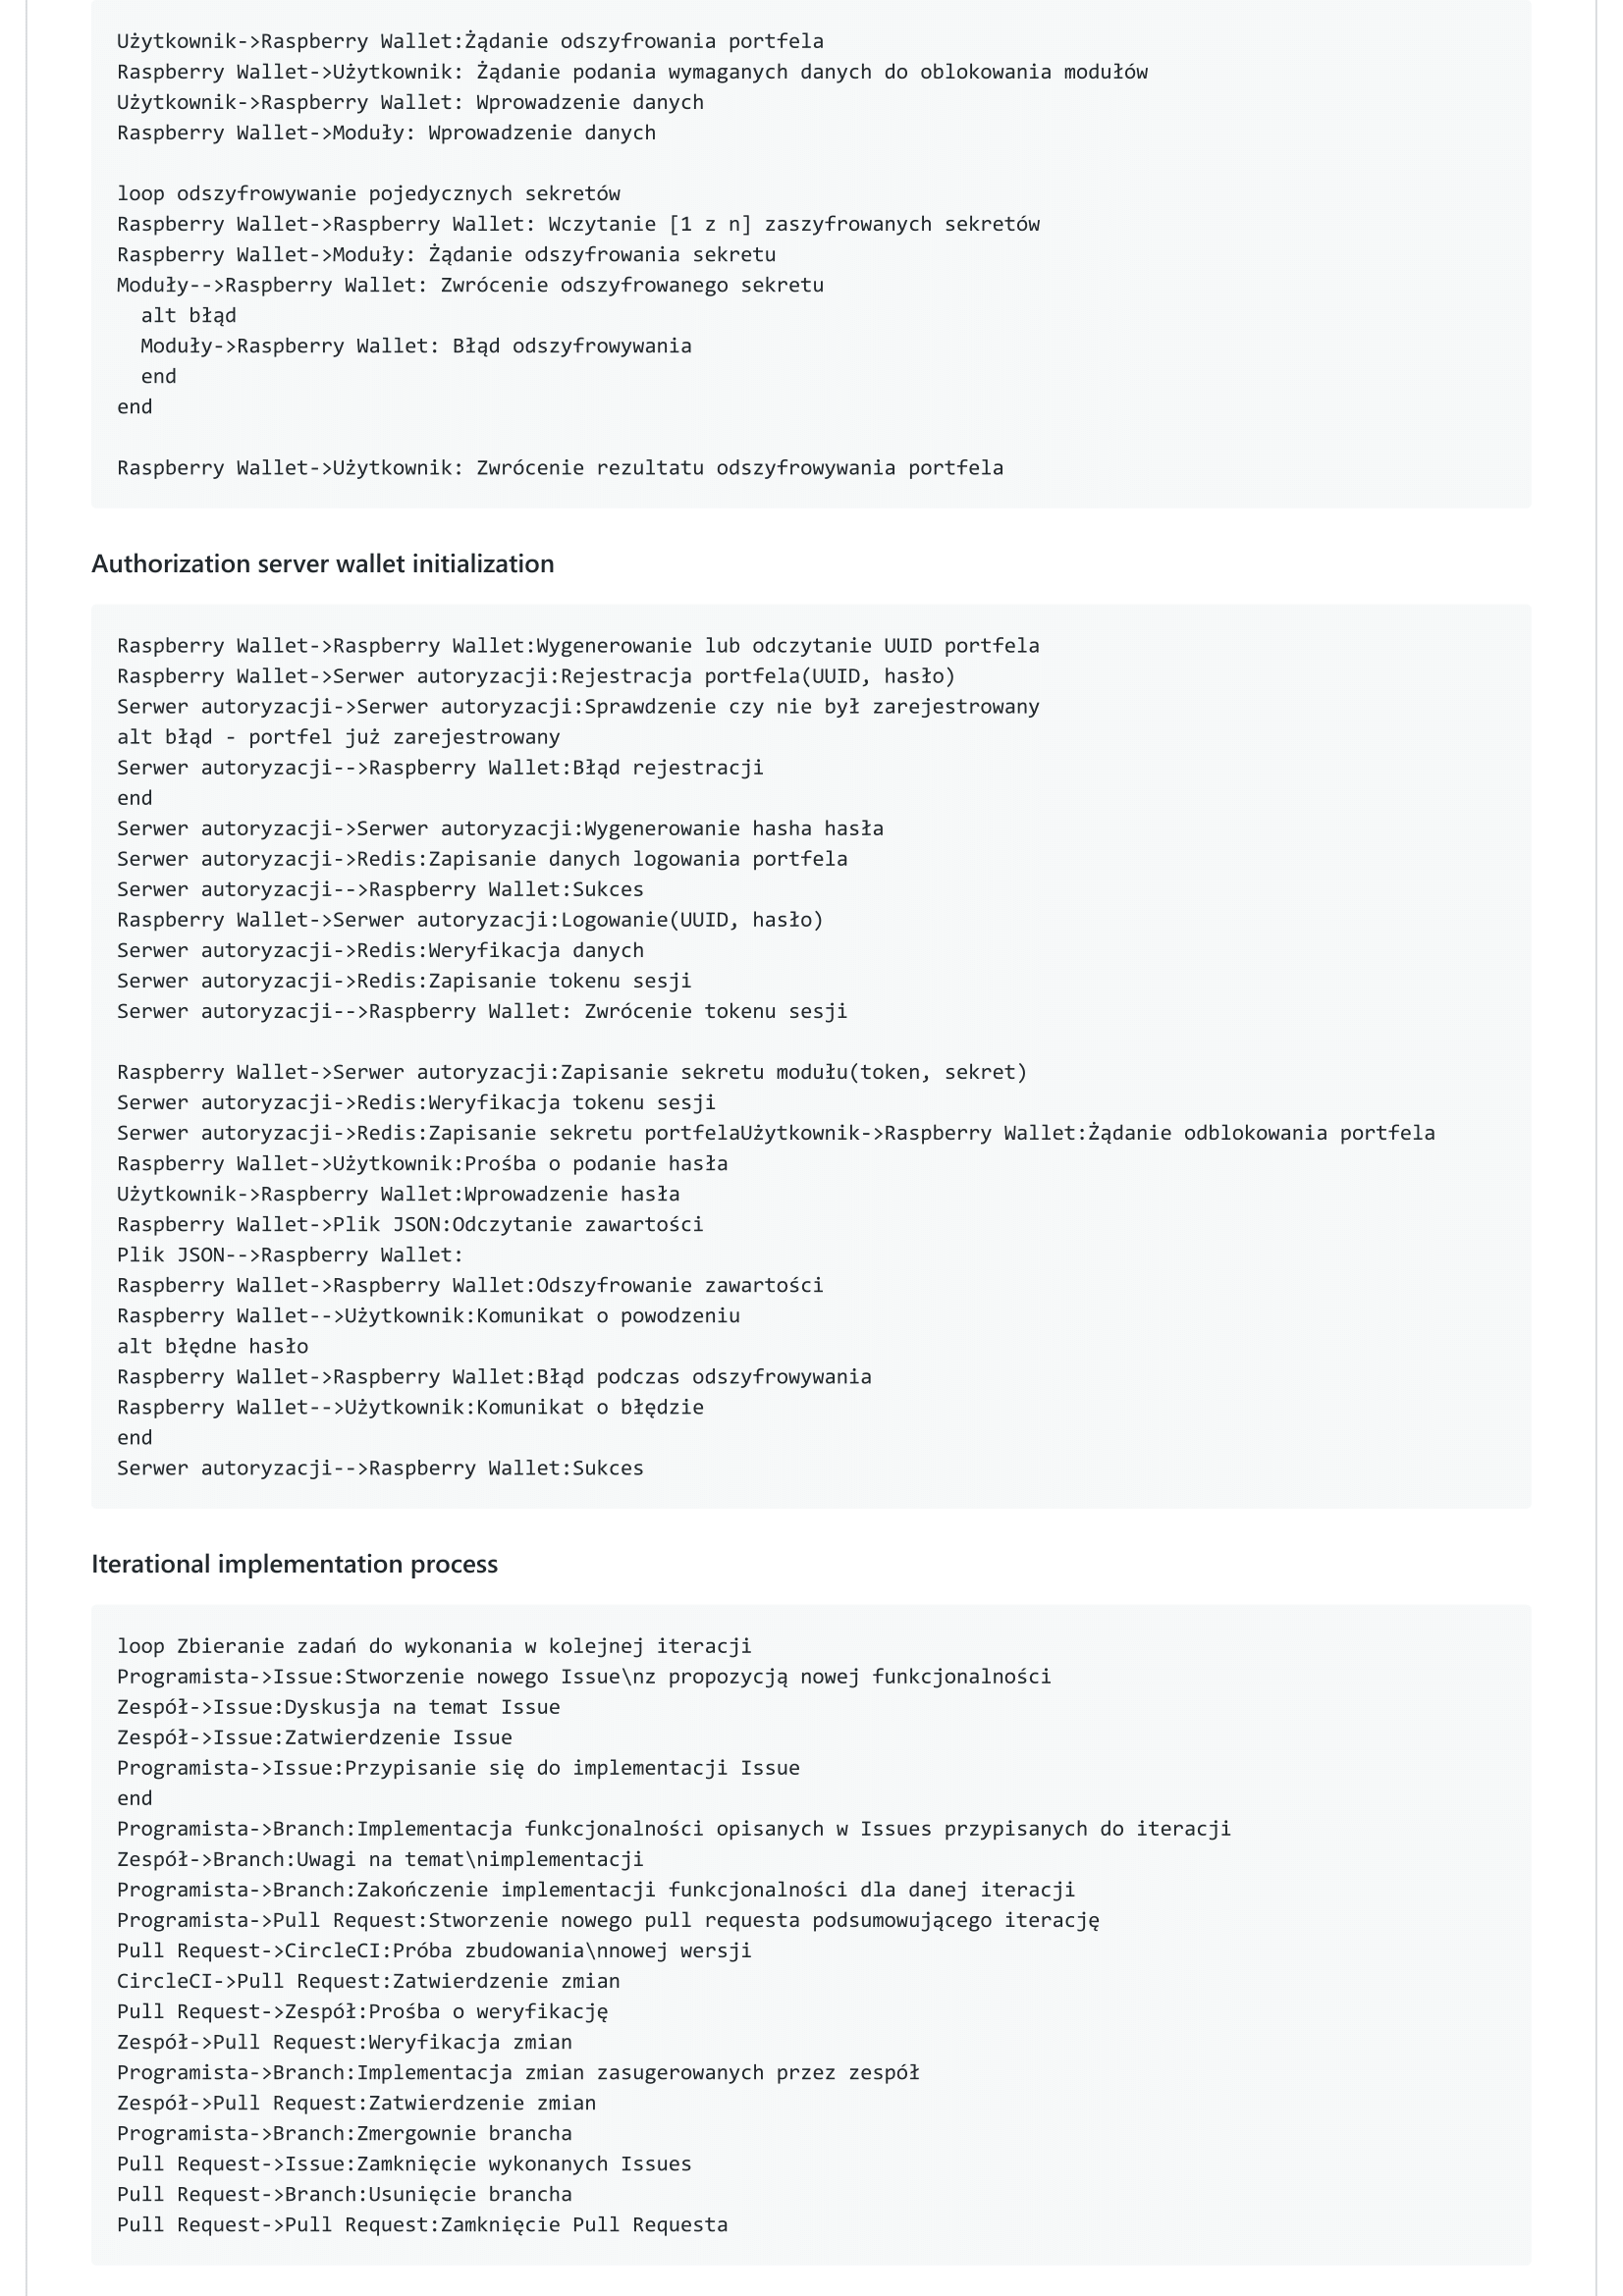 Użytkownik->Raspberry Wallet:Żądanie odszyfrowania portfela
Raspberry Wallet->Użytkownik: Żądanie podania wymaganych danych do oblokowania modułów
Użytkownik->Raspberry Wallet: Wprowadzenie danych
Raspberry Wallet->Moduły: Wprowadzenie danych
loop odszyfrowywanie pojedycznych sekretów
Raspberry Wallet->Raspberry Wallet: Wczytanie [1 z n] zaszyfrowanych sekretów
Raspberry Wallet->Moduły: Żądanie odszyfrowania sekretu
Moduły-->Raspberry Wallet: Zwrócenie odszyfrowanego sekretu
  alt błąd
  Moduły->Raspberry Wallet: Błąd odszyfrowywania
  end
end
Raspberry Wallet->Użytkownik: Zwrócenie rezultatu odszyfrowywania portfela
Authorization server wallet initialization
Raspberry Wallet->Raspberry Wallet:Wygenerowanie lub odczytanie UUID portfela
Raspberry Wallet->Serwer autoryzacji:Rejestracja portfela(UUID, hasło)
Serwer autoryzacji->Serwer autoryzacji:Sprawdzenie czy nie był zarejestrowany
alt błąd - portfel już zarejestrowany
Serwer autoryzacji-->Raspberry Wallet:Błąd rejestracji
end
Serwer autoryzacji->Serwer autoryzacji:Wygenerowanie hasha hasła
Serwer autoryzacji->Redis:Zapisanie danych logowania portfela
Serwer autoryzacji-->Raspberry Wallet:Sukces
Raspberry Wallet->Serwer autoryzacji:Logowanie(UUID, hasło)
Serwer autoryzacji->Redis:Weryfikacja danych
Serwer autoryzacji->Redis:Zapisanie tokenu sesji
Serwer autoryzacji-->Raspberry Wallet: Zwrócenie tokenu sesji
Raspberry Wallet->Serwer autoryzacji:Zapisanie sekretu modułu(token, sekret)
Serwer autoryzacji->Redis:Weryfikacja tokenu sesji
Serwer autoryzacji->Redis:Zapisanie sekretu portfelaUżytkownik->Raspberry Wallet:Żądanie odblokowania portfela
Raspberry Wallet->Użytkownik:Prośba o podanie hasła
Użytkownik->Raspberry Wallet:Wprowadzenie hasła
Raspberry Wallet->Plik JSON:Odczytanie zawartości
Plik JSON-->Raspberry Wallet:
Raspberry Wallet->Raspberry Wallet:Odszyfrowanie zawartości
Raspberry Wallet-->Użytkownik:Komunikat o powodzeniu
alt błędne hasło
Raspberry Wallet->Raspberry Wallet:Błąd podczas odszyfrowywania
Raspberry Wallet-->Użytkownik:Komunikat o błędzie
end
Serwer autoryzacji-->Raspberry Wallet:Sukces
Iterational implementation process
loop Zbieranie zadań do wykonania w kolejnej iteracji
Programista->Issue:Stworzenie nowego Issue\nz propozycją nowej funkcjonalności
Zespół->Issue:Dyskusja na temat Issue
Zespół->Issue:Zatwierdzenie Issue
Programista->Issue:Przypisanie się do implementacji Issue
end
Programista->Branch:Implementacja funkcjonalności opisanych w Issues przypisanych do iteracji
Zespół->Branch:Uwagi na temat\nimplementacji
Programista->Branch:Zakończenie implementacji funkcjonalności dla danej iteracji
Programista->Pull Request:Stworzenie nowego pull requesta podsumowującego iterację
Pull Request->CircleCI:Próba zbudowania\nnowej wersji
CircleCI->Pull Request:Zatwierdzenie zmian
Pull Request->Zespół:Prośba o weryfikację
Zespół->Pull Request:Weryfikacja zmian
Programista->Branch:Implementacja zmian zasugerowanych przez zespół
Zespół->Pull Request:Zatwierdzenie zmian
Programista->Branch:Zmergownie brancha
Pull Request->Issue:Zamknięcie wykonanych Issues
Pull Request->Branch:Usunięcie brancha
Pull Request->Pull Request:Zamknięcie Pull Requesta